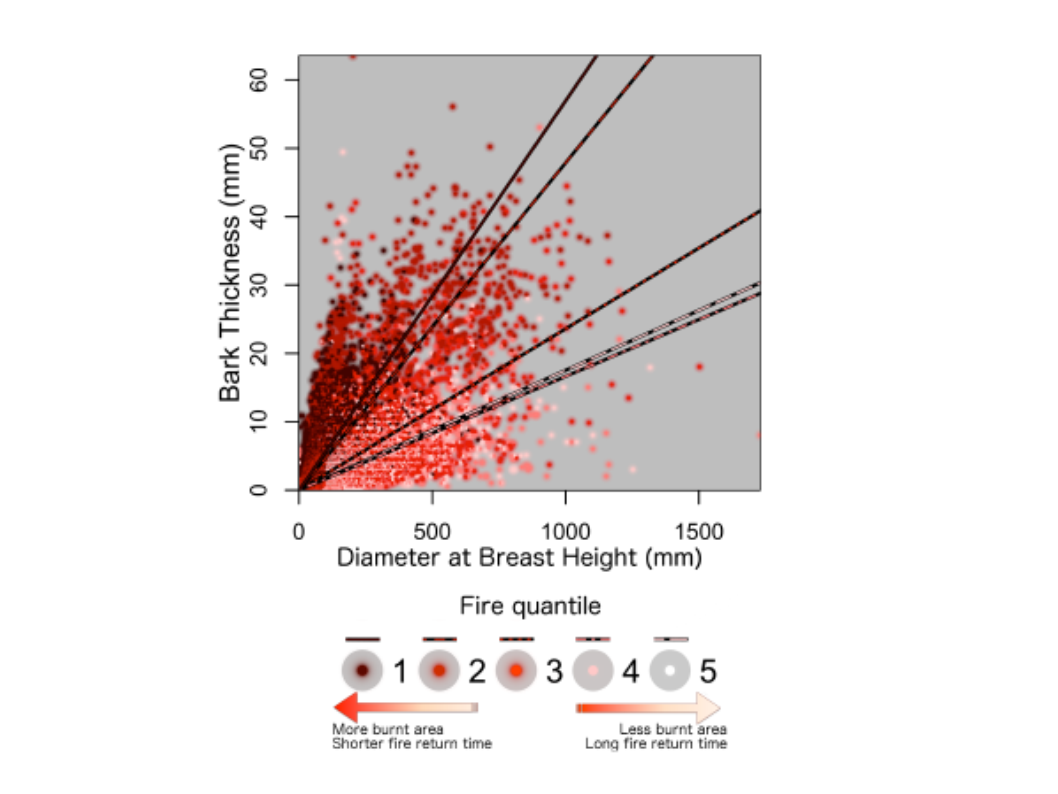 60
50
40
30
20
10
0
Bark Thickness (mm)
0 500 1000 1500
Diameter at Breast Height (mm)
Fire quantile
1 2 3 4 5
More burnt area
Shorter fire return time
Less burnt area
Long fire return time